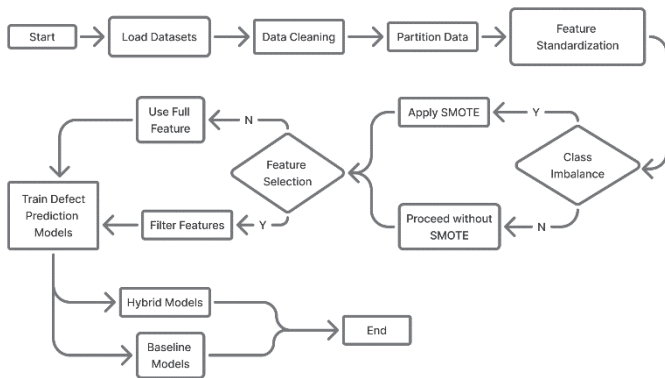 Start
Load Datasets
Data Cleaning
Partition Data
Feature
Standardization
Class
Imbalance
Y
Apply SMOTE
N
Proceed without
SMOTE
Feature
Selection
N
Use Full
Feature
Y
Filter Features
Train Defect
Prediction
Models
Hybrid Models
Baseline
Models
End